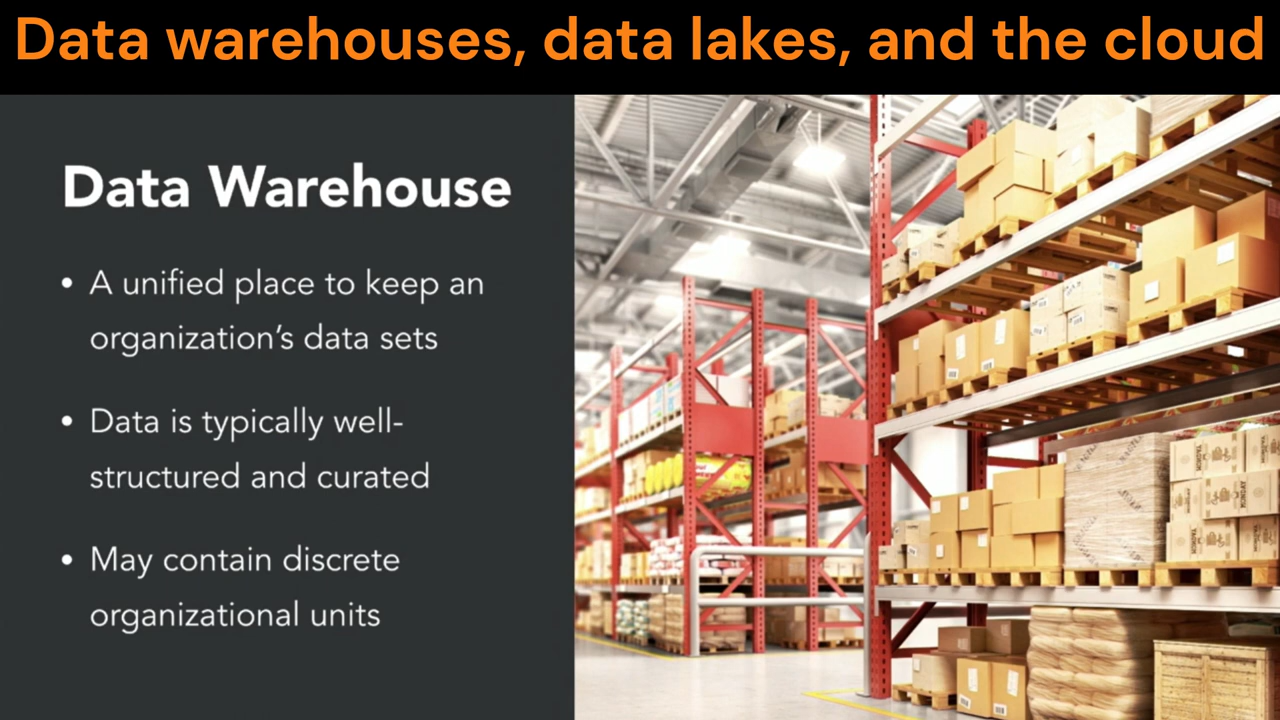 Data warehouses, data lakes, and the cloud
Data Warehouse
• A unified place to keep an
organization’s data sets
• Data is typically well-
structured and curated
• May contain discrete
organizational units
MONDAY